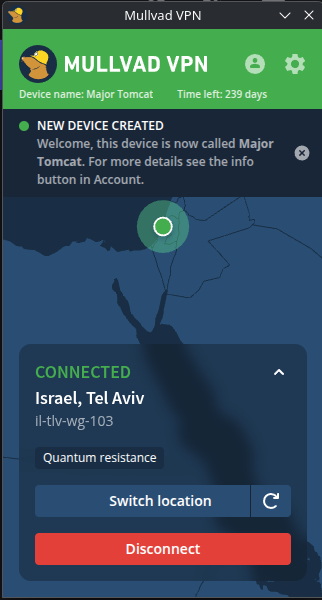 Mullvad VPN
MULLVAD VPN
Device name: Major Tomcat Time left: 239 days
NEW DEVICE CREATED
Welcome, this device is now called Major
Tomcat. For more details see the info
button in Account.
CONNECTED
Israel, Tel Aviv
il-tlv-wg-103
Quantum resistance
Switch location
Disconnect